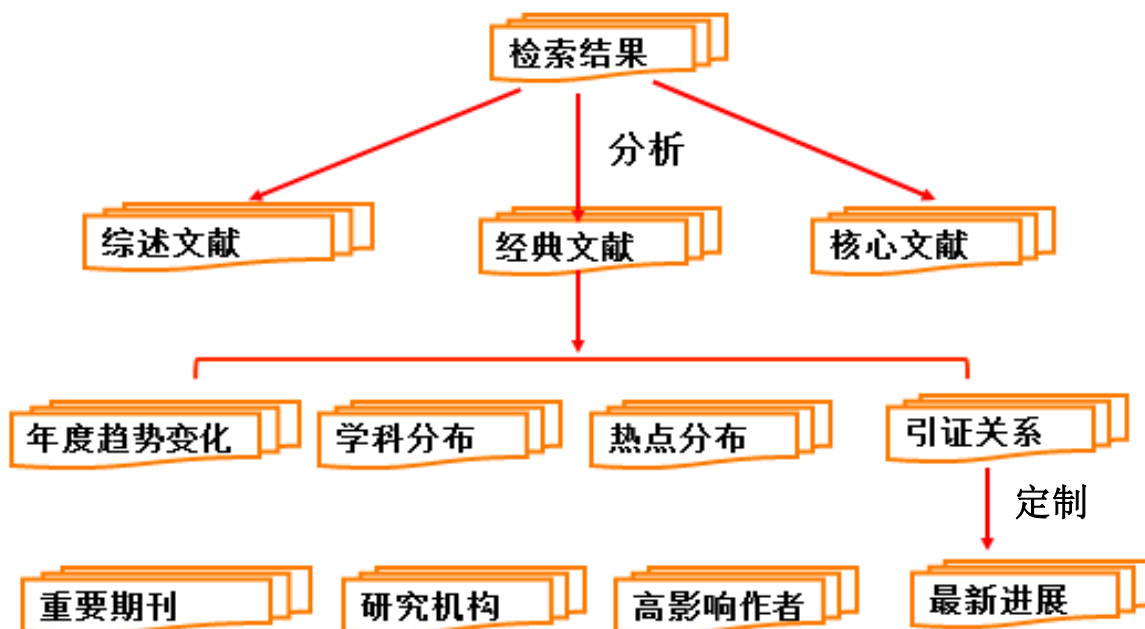 检索结果
分析
综述文献
经典文献
核心文献
年度趋势变化
学科分布
热点分布
引证关系
定制
重要期刊
研究机构
高影响作者
最新进展